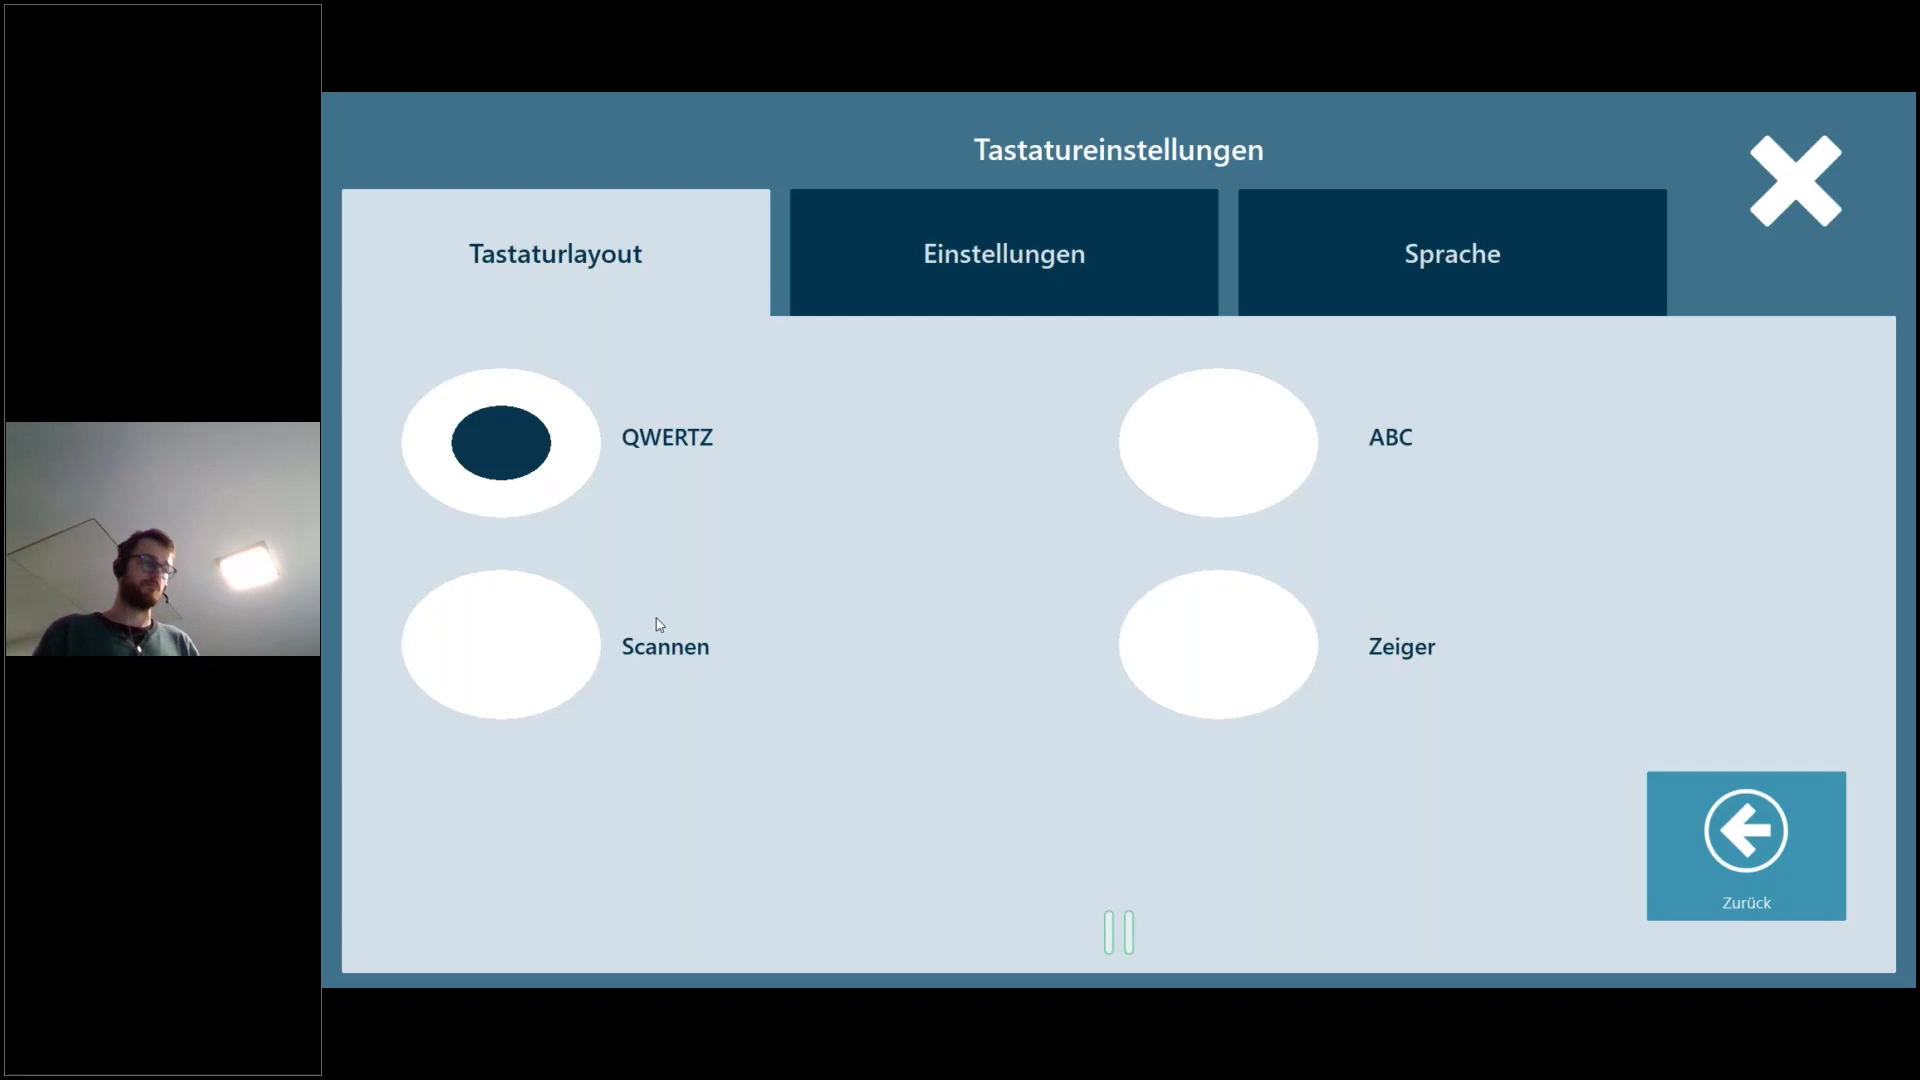 Tastatureinstellungen
Tastaturlayout
Einstellungen
Sprache
QWERTZ
ABC
Scannen
Zeiger
Zurück